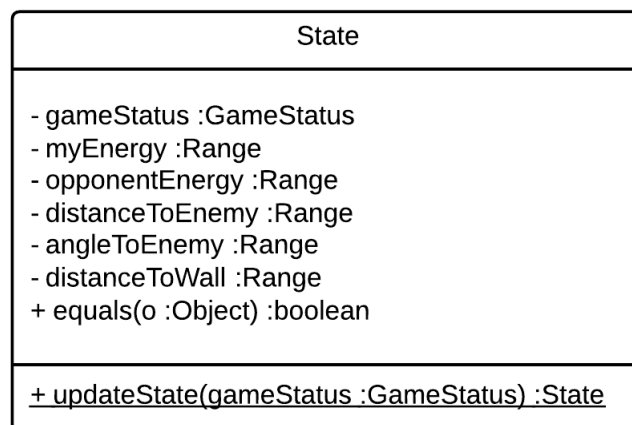 State
- gameStatus :GameStatus
- myEnergy :Range
- opponentEnergy :Range
- distanceToEnemy :Range
- angleToEnemy :Range
- distanceToWall :Range
+ equals(o :Object) :boolean
+ updateState(gameStatus :GameStatus) :State